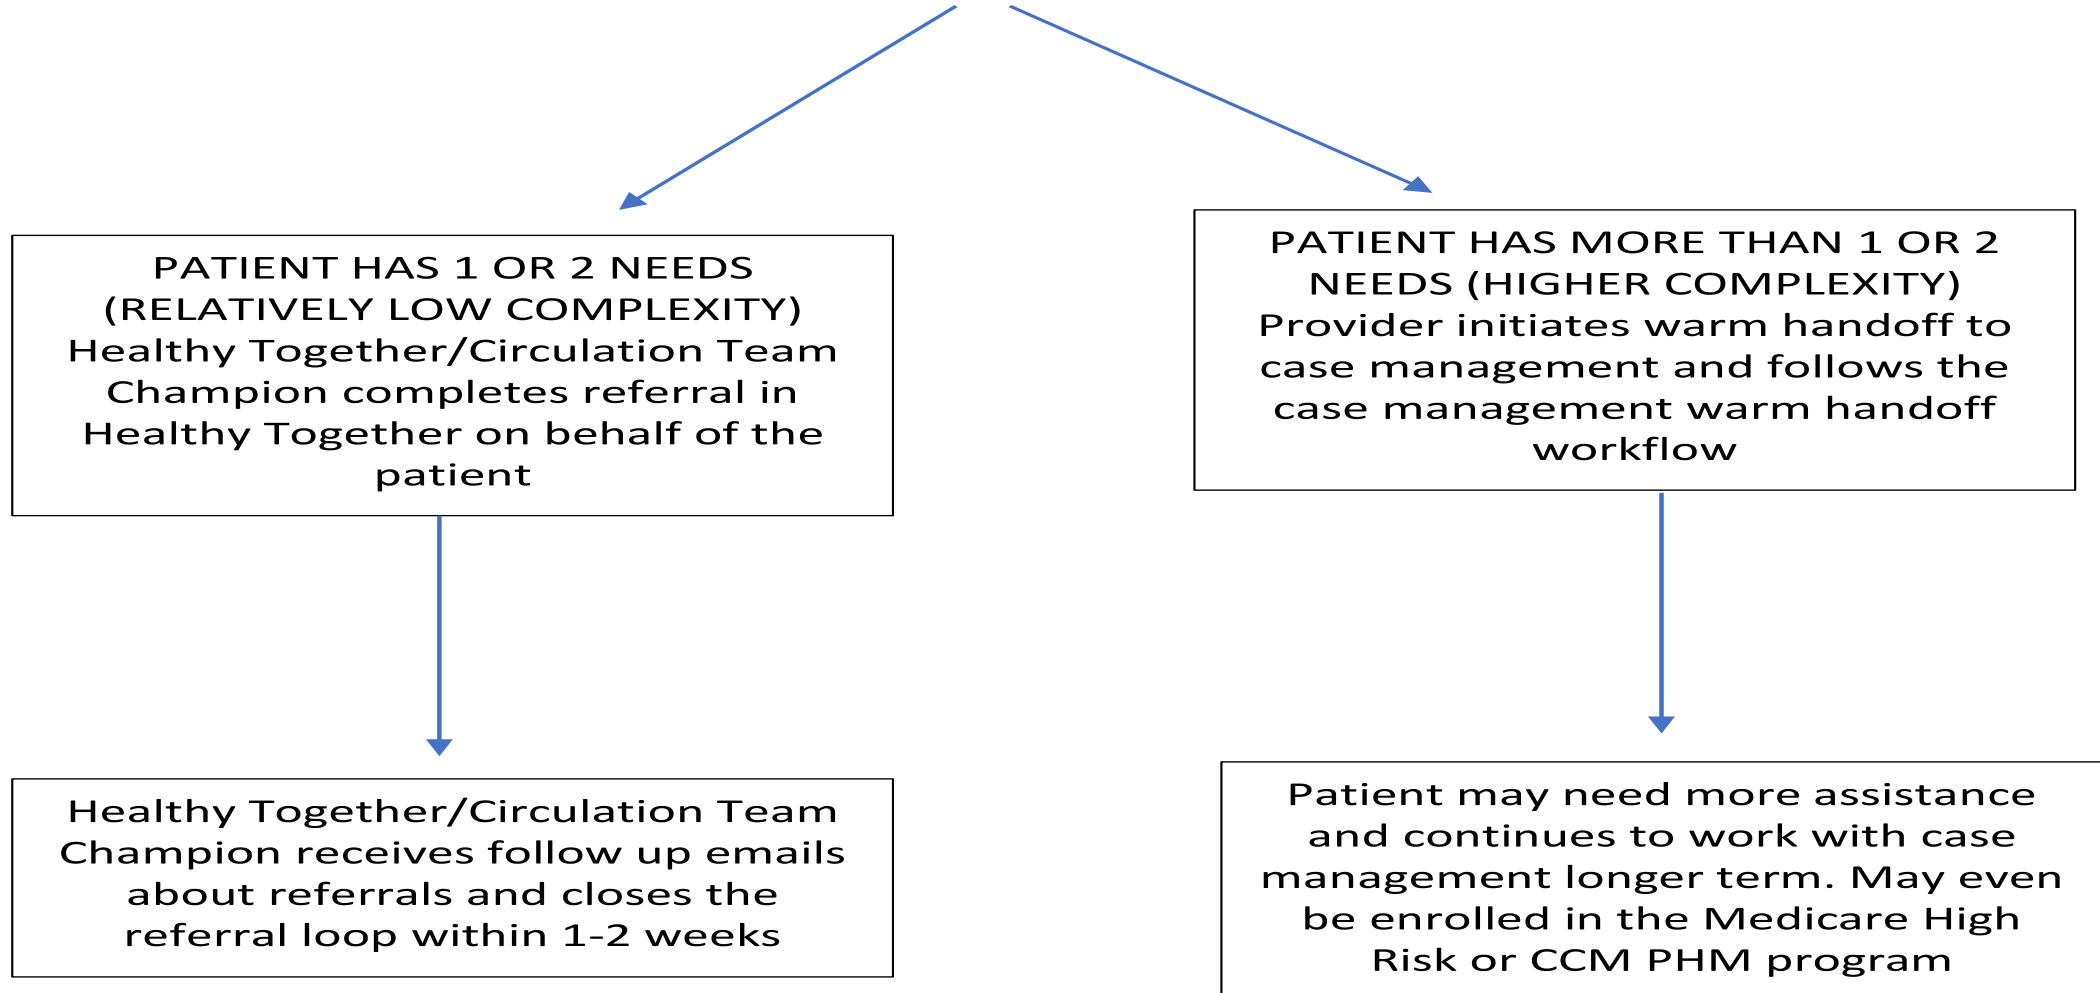 PATIENT HAS 1 OR 2 NEEDS
(RELATIVELY LOW COMPLEXITY)
Healthy Together/Circulation Team
Champion completes referral in
Healthy Together on behalf of the
patient
PATIENT HAS MORE THAN 1 OR 2
NEEDS (HIGHER COMPLEXITY)
Provider initiates warm handoff to
case management and follows the
case management warm handoff
workflow
Healthy Together/Circulation Team
Champion receives follow up emails
about referrals and closes the
referral loop within 1-2 weeks
Patient may need more assistance
and continues to work with case
management longer term. May even
be enrolled in the Medicare High
Risk or CCM PHM program